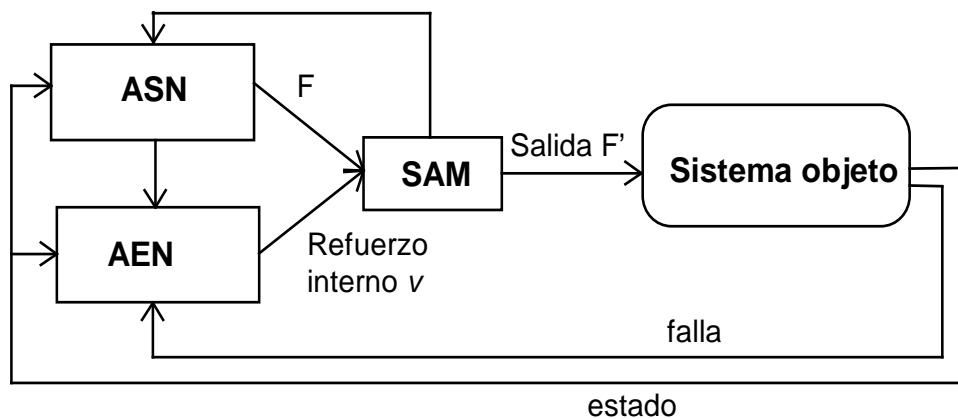 ASN
F
Salida F’
SAM
Sistema objeto
AEN
Refuerzo
interno v
falla
estado